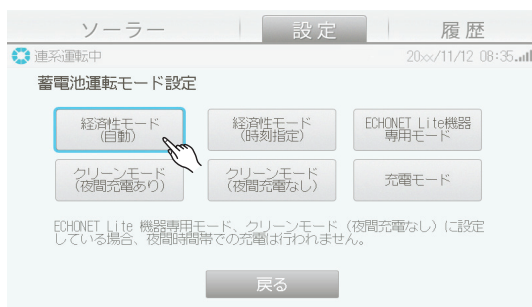 ソーラー 設定 履歴
連系運転中 20xx/11/12 08:35
蓄電池運転モード設定
経済性モード
(自動)
経済性モード
(時刻指定)
ECHONET Lite機器
専用モード
クリーンモード
(夜間充電あり)
クリーンモード
(夜間充電なし)
充電モード
ECHONET Lite 機器専用モード、クリーンモード（夜間充電なし）に設定
している場合、夜間時間帯での充電は行われません。
戻る